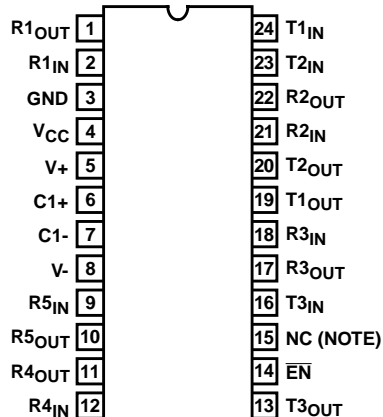 R1OUT 1 24 T1IN
R1IN 2 23 T2IN
GND 3 22 R2OUT
VCC 4 21 R2IN
V+ 5 20 T2OUT
C1+ 6 19 T1OUT
C1- 7 18 R3IN
V- 8 17 R3OUT
R5IN 9 16 T3IN
R5OUT 10 15 NC (NOTE)
R4OUT 11 14 E̅N̅
R4IN 12 13 T3OUT